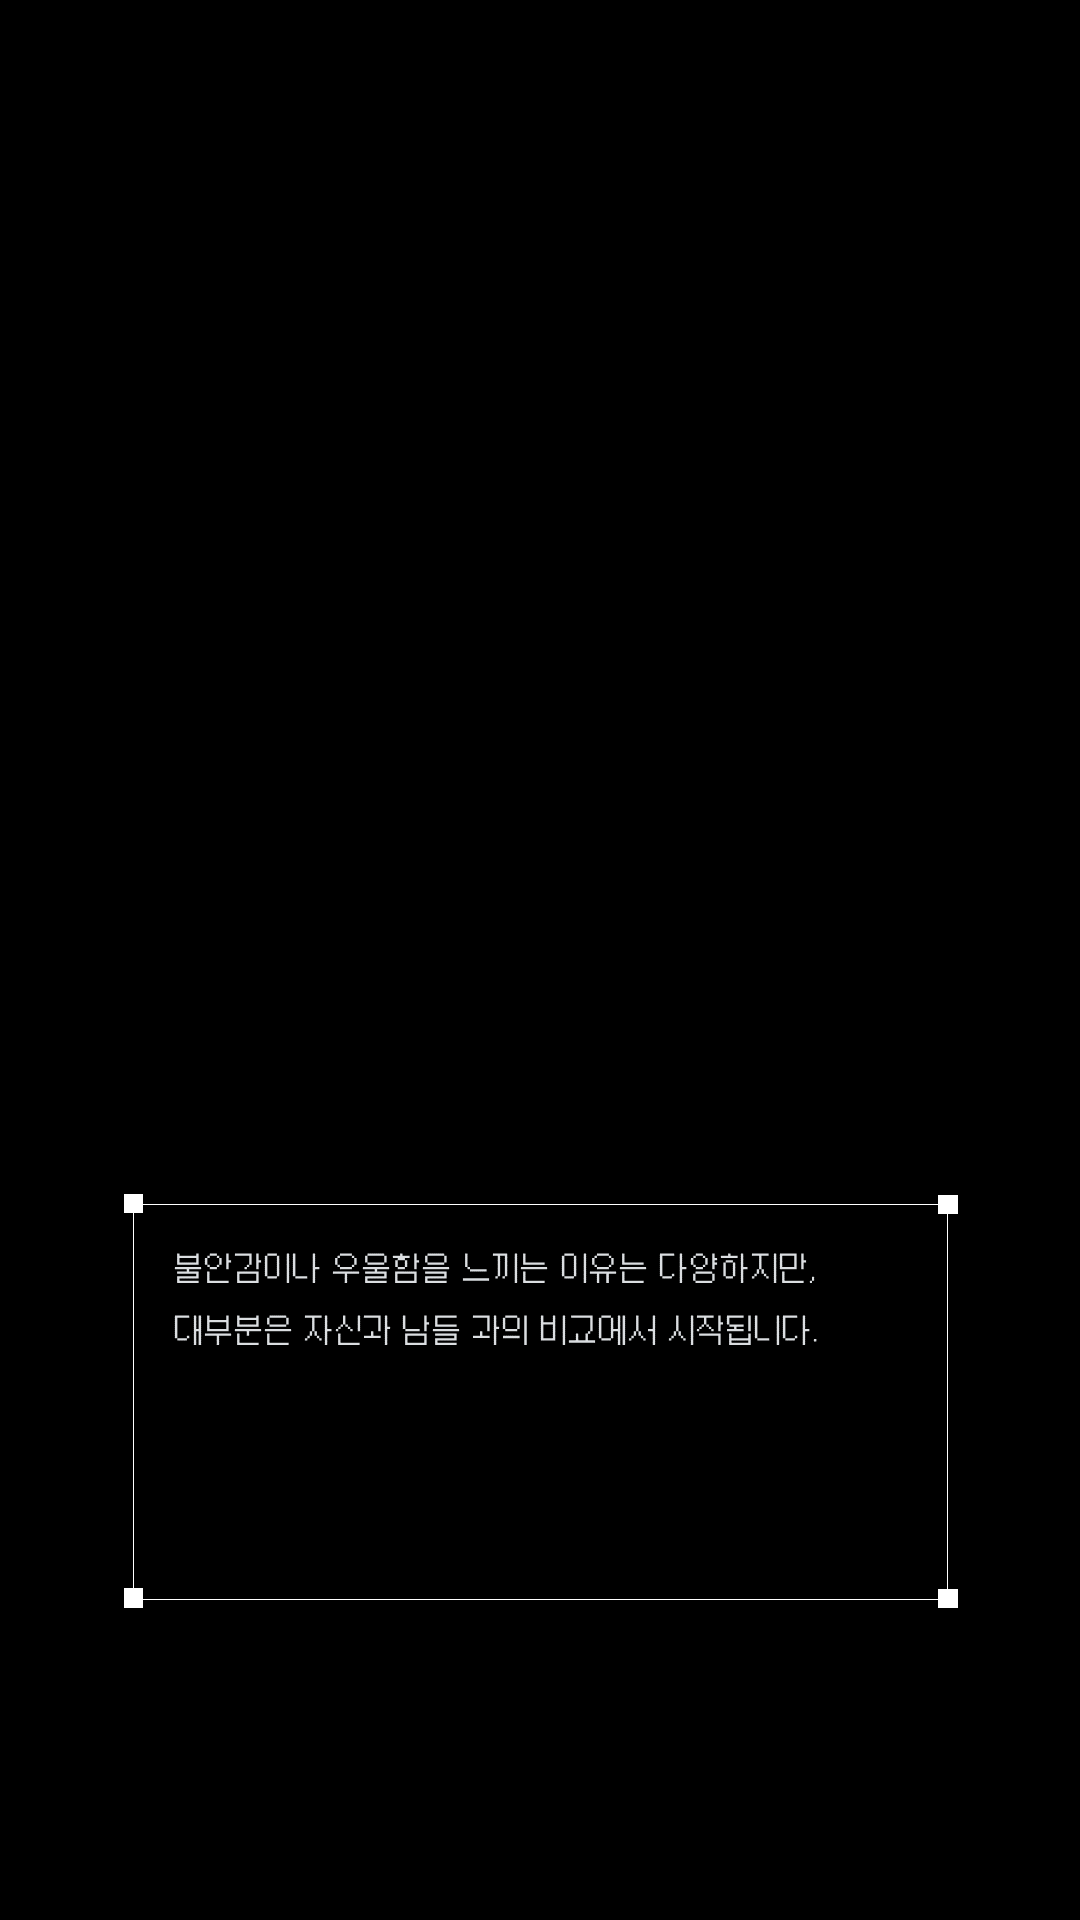 불안감이나 우울함을 느끼는 이유는 다양하지만,
대부분은 자신과 남들 과의 비교에서 시작됩니다.